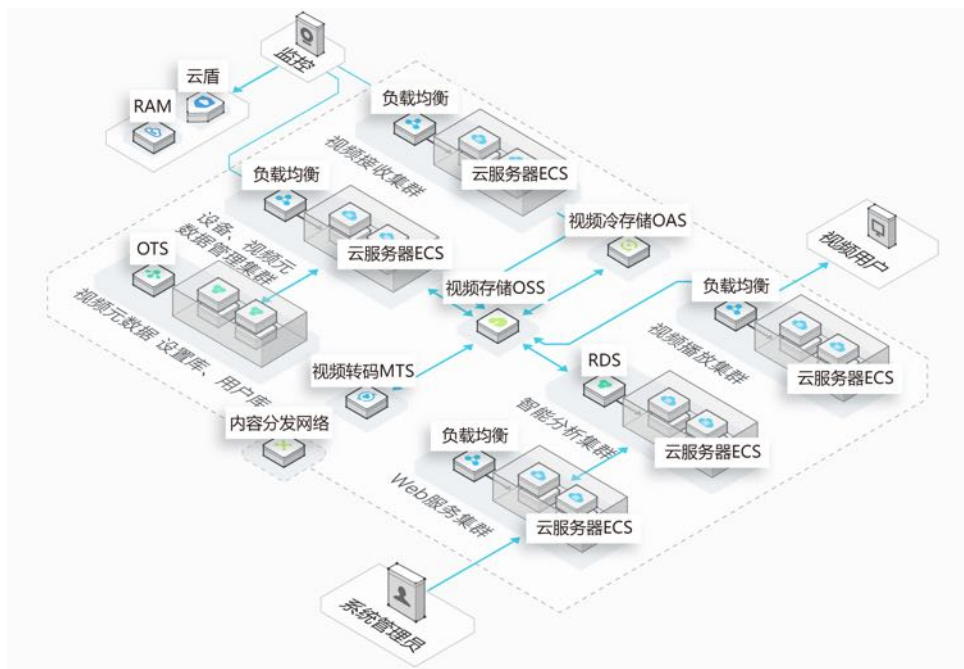 监控
云盾
RAM
负载均衡
云服务器ECS
视频接收集群
负载均衡
云服务器ECS
设备、视频元
数据管理集群
视频冷存储OAS
视频用户
OTS
视频元数据 设置库、用户库
视频存储OSS
负载均衡
云服务器ECS
视频播放集群
视频转码MTS
RDS
云服务器ECS
智能分析集群
内容分发网络
负载均衡
云服务器ECS
Web服务集群
系统管理员